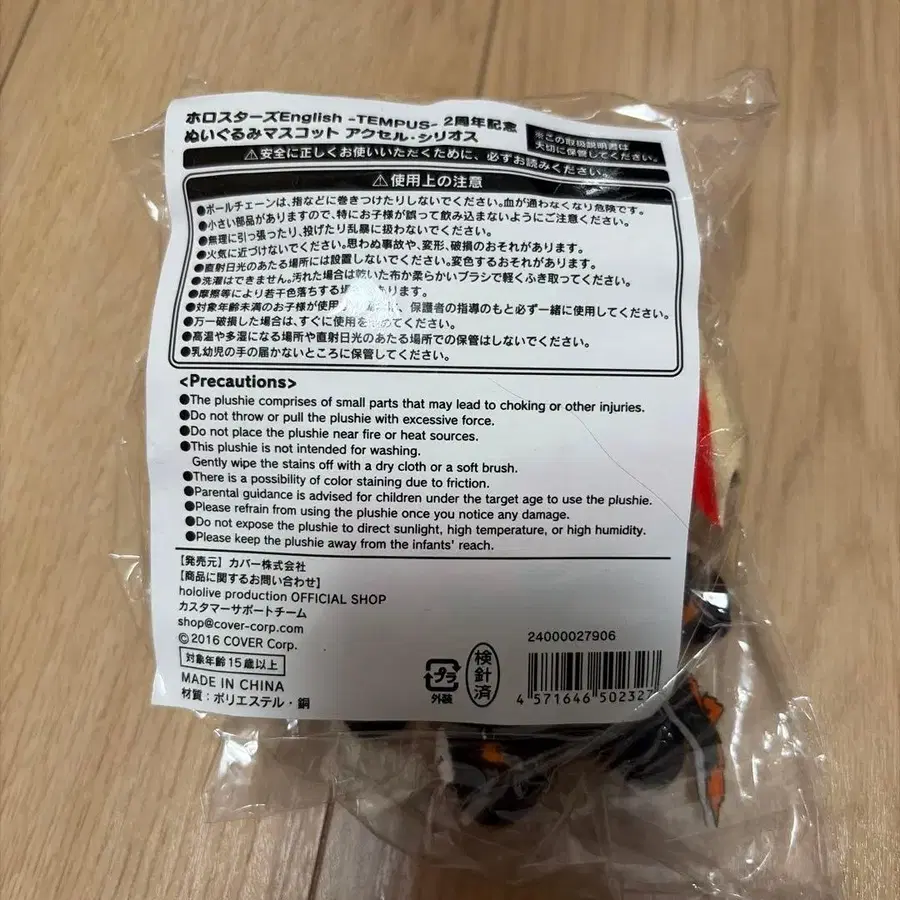 ホロスターズEnglish -TEMPUS- 2周年記念
ぬいぐるみマスコット アクセル・シリオス
※この取扱説明書は
大切に保管してください。
⚠安全に正しくお使いいただくために、必ずお読みください。
⚠使用上の注意
●ボールチェーンは、指などに巻きつけたりしないでください。血が通わなくなり危険です。
●小さい部品がありますので、特にお子様が誤って飲み込まないようにご注意ください。
●無理に引っ張ったり、投げたり乱暴に扱わないでください。
●火気に近づけないでください。思わぬ事故や、変形、破損のおそれがあります。
●直射日光のあたる場所には設置しないでください。変色するおそれがあります。
●洗濯はできません。汚れた場合は乾いた布か柔らかいブラシで軽くふき取ってください。
●摩擦等により若干色落ちする場 あります。
●対象年齢未満のお子様が使用 は、保護者の指導のもと必ず一緒に使用してください。
●万一破損した場合は、すぐに使用を めてください。
●高温や多湿になる場所や直射日光のあたる場所での保管はしないでください。
●乳幼児の手の届かないところに保管してください。
<Precautions>
●The plushie comprises of small parts that may lead to choking or other injuries.
●Do not throw or pull the plushie with excessive force.
●Do not place the plushie near fire or heat sources.
●This plushie is not intended for washing.
Gently wipe the stains off with a dry cloth or a soft brush.
●There is a possibility of color staining due to friction.
●Parental guidance is advised for children under the target age to use the plushie.
●Please refrain from using the plushie once you notice any damage.
●Do not expose the plushie to direct sunlight, high temperature, or high humidity.
●Please keep the plushie away from the infants' reach.
【発売元】カバー株式会社
【商品に関するお問い合わせ】
hololive production OFFICIAL SHOP
カスタマーサポートチーム
shop@cover-corp.com
©2016 COVER Corp.
対象年齢15歳以上
MADE IN CHINA
材質:ポリエステル・銅
プラ
外装
検針済
24000027906
4 571646 502327